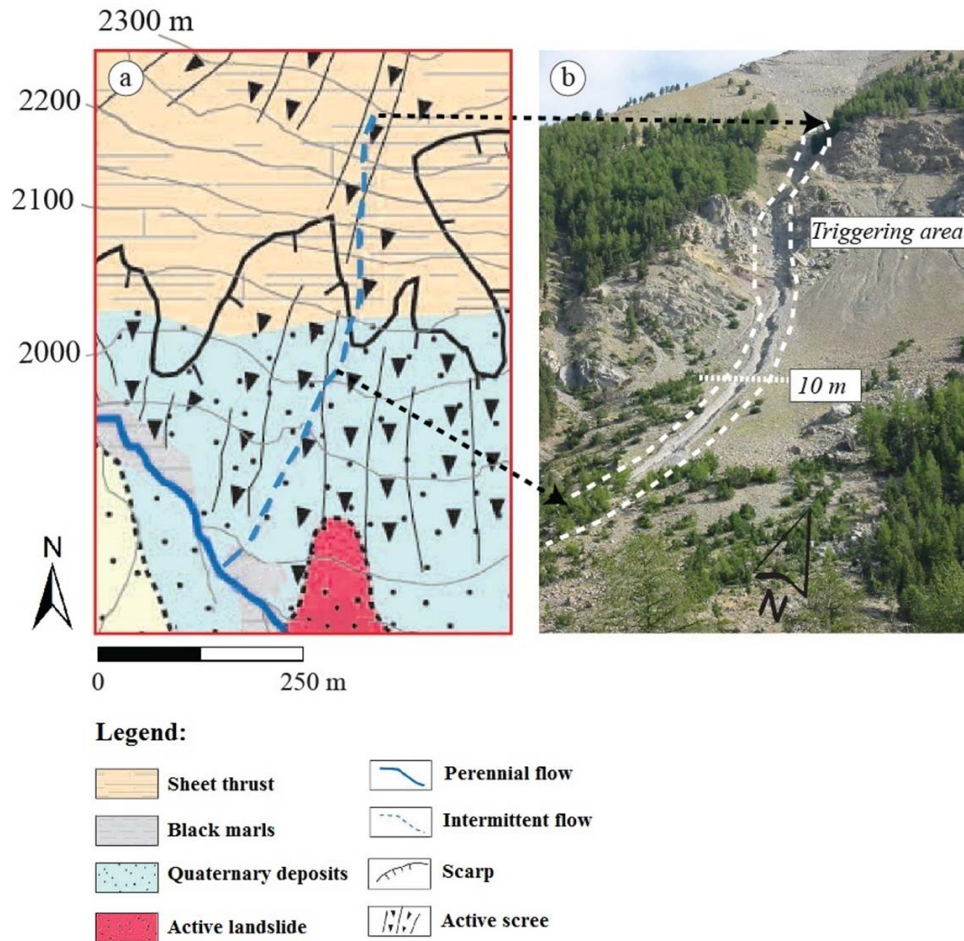 2300 m
a
b
2200
2100
2000
Triggering area
10 m
N
N
0
250 m
Legend:
Sheet thrust
Perennial flow
Black marls
Intermittent flow
Quaternary deposits
Scarp
Active landslide
Active scree